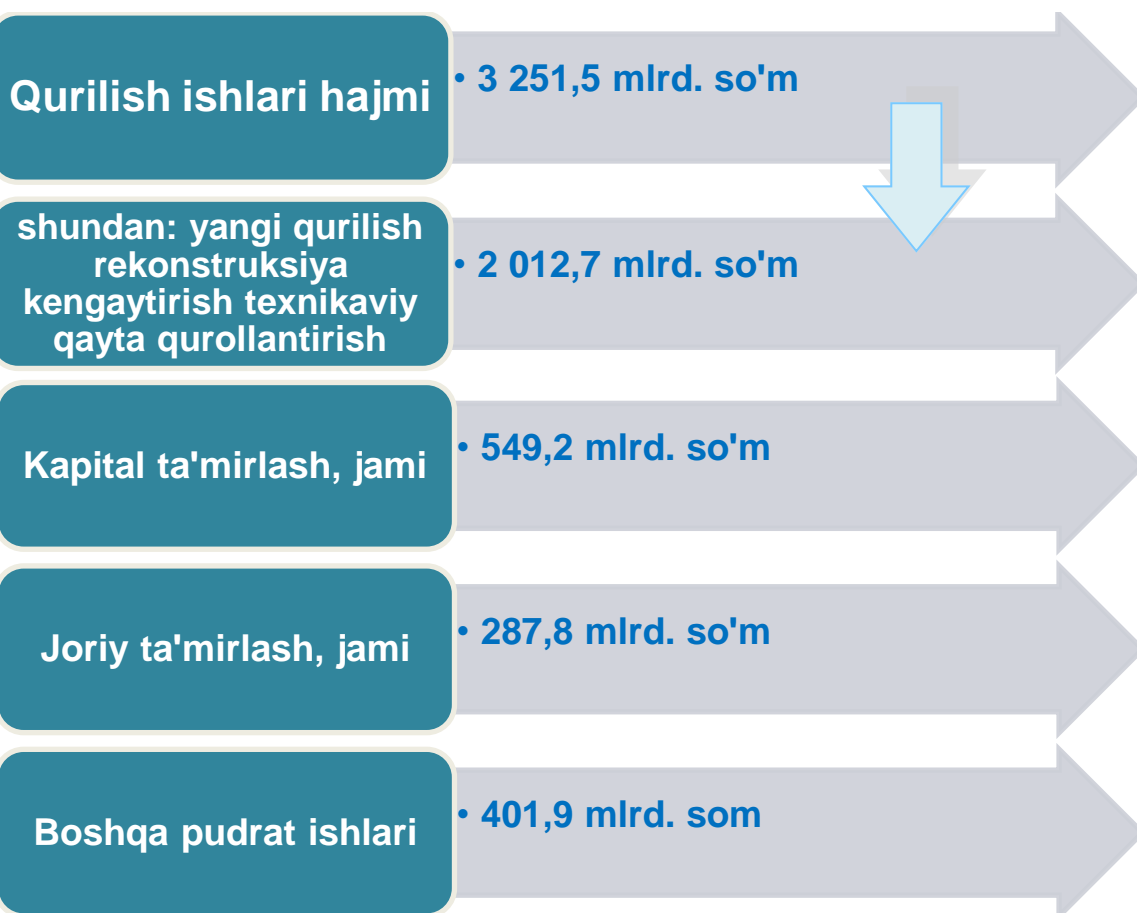 Qurilish ishlari hajmi
• 3 251,5 mlrd. so'm
shundan: yangi qurilish
rekonstruksiya
kengaytirish texnikaviy
qayta qurollantirish
• 2 012,7 mlrd. so'm
Kapital ta'mirlash, jami
• 549,2 mlrd. so'm
Joriy ta'mirlash, jami
• 287,8 mlrd. so'm
Boshqa pudrat ishlari
• 401,9 mlrd. som